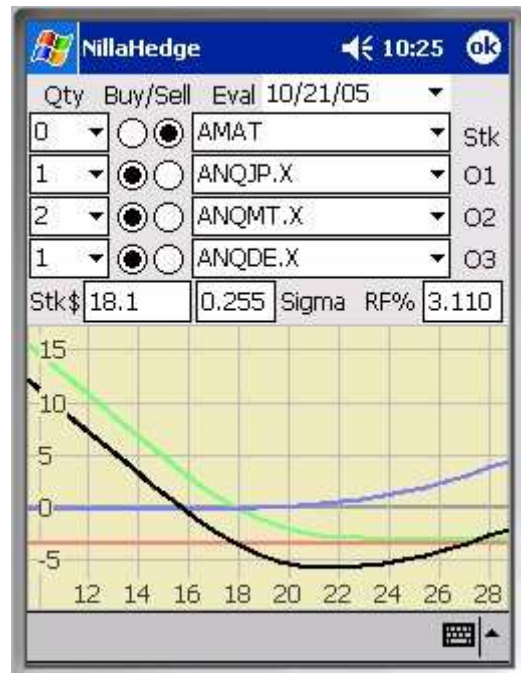 NillaHedge 10:25 ok
Qty Buy/Sell Eval 10/21/05
0 AMAT Stk
1 ANQJP.X O1
2 ANQMT.X O2
1 ANQDE.X O3
Stk$ 18.1 0.255 Sigma RF% 3.110
15
10
5
0
-5
12 14 16 18 20 22 24 26 28